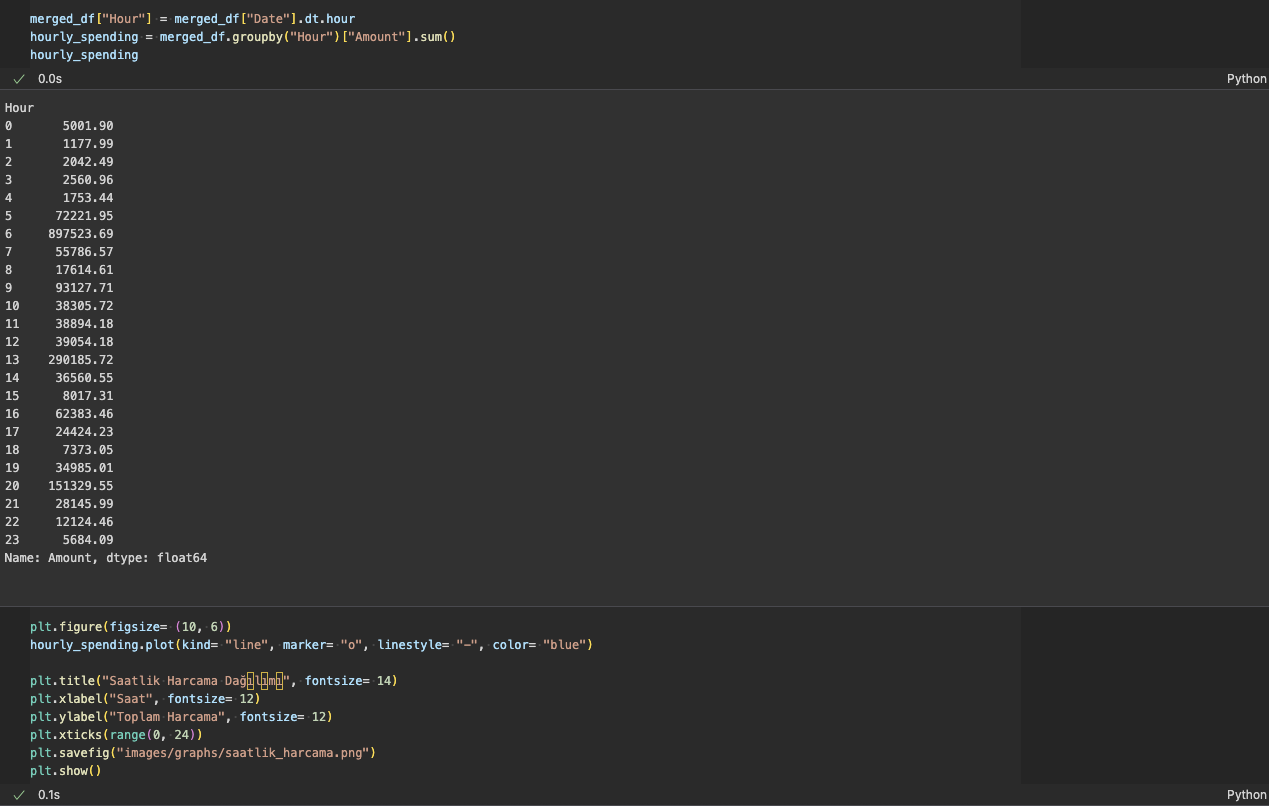 merged_df["Hour"] = merged_df["Date"].dt.hour
hourly_spending = merged_df.groupby("Hour")["Amount"].sum()
hourly_spending
0.0s
Python
Hour
0 5001.90
1 1177.99
2 2042.49
3 2560.96
4 1753.44
5 72221.95
6 897523.69
7 55786.57
8 17614.61
9 93127.71
10 38305.72
11 38894.18
12 39054.18
13 290185.72
14 36560.55
15 8017.31
16 62383.46
17 24424.23
18 7373.05
19 34985.01
20 151329.55
21 28145.99
22 12124.46
23 5684.09
Name: Amount, dtype: float64
plt.figure(figsize= (10, 6))
hourly_spending.plot(kind= "line", marker= "o", linestyle= "-", color= "blue")
plt.title("Saatlik Harcama Dağılımı", fontsize= 14)
plt.xlabel("Saat", fontsize= 12)
plt.ylabel("Toplam Harcama", fontsize= 12)
plt.xticks(range(0, 24))
plt.savefig("images/graphs/saatlik_harcama.png")
plt.show()
0.1s
Python